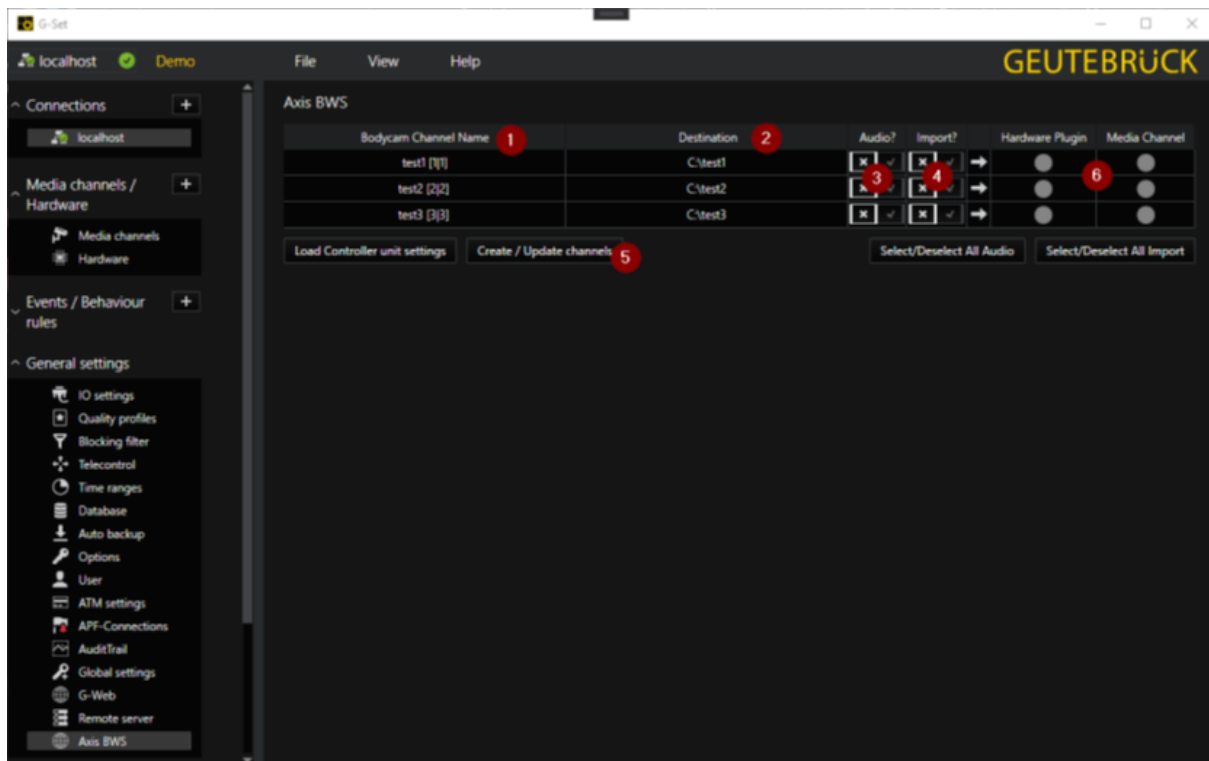 G-Set
localhost Demo File View Help GEUTEBRÜCK
Connections +
localhost
Media channels / Hardware +
Media channels
Hardware
Events / Behaviour rules +
General settings
IO settings
Quality profiles
Blocking filter
Telecontrol
Time ranges
Database
Auto backup
Options
User
ATM settings
APF-Connections
AuditTrail
Global settings
G-Web
Remote server
Axis BWS
Axis BWS
Bodycam Channel Name 1 Destination 2 Audio? Import? Hardware Plugin Media Channel
test1 [1|1] C:\test1
3 4 6
test2 [2|2] C:\test2
test3 [3|3] C:\test3
Load Controller unit settings Create / Update channels 5 Select/Deselect All Audio Select/Deselect All Import